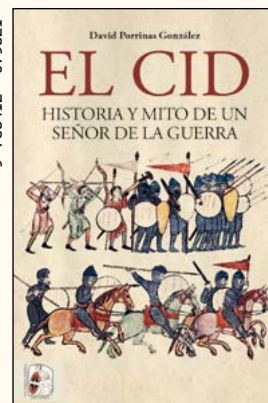 David Porrinas González
EL CID
HISTORIA Y MITO DE UN
SEÑOR DE LA GUERRA